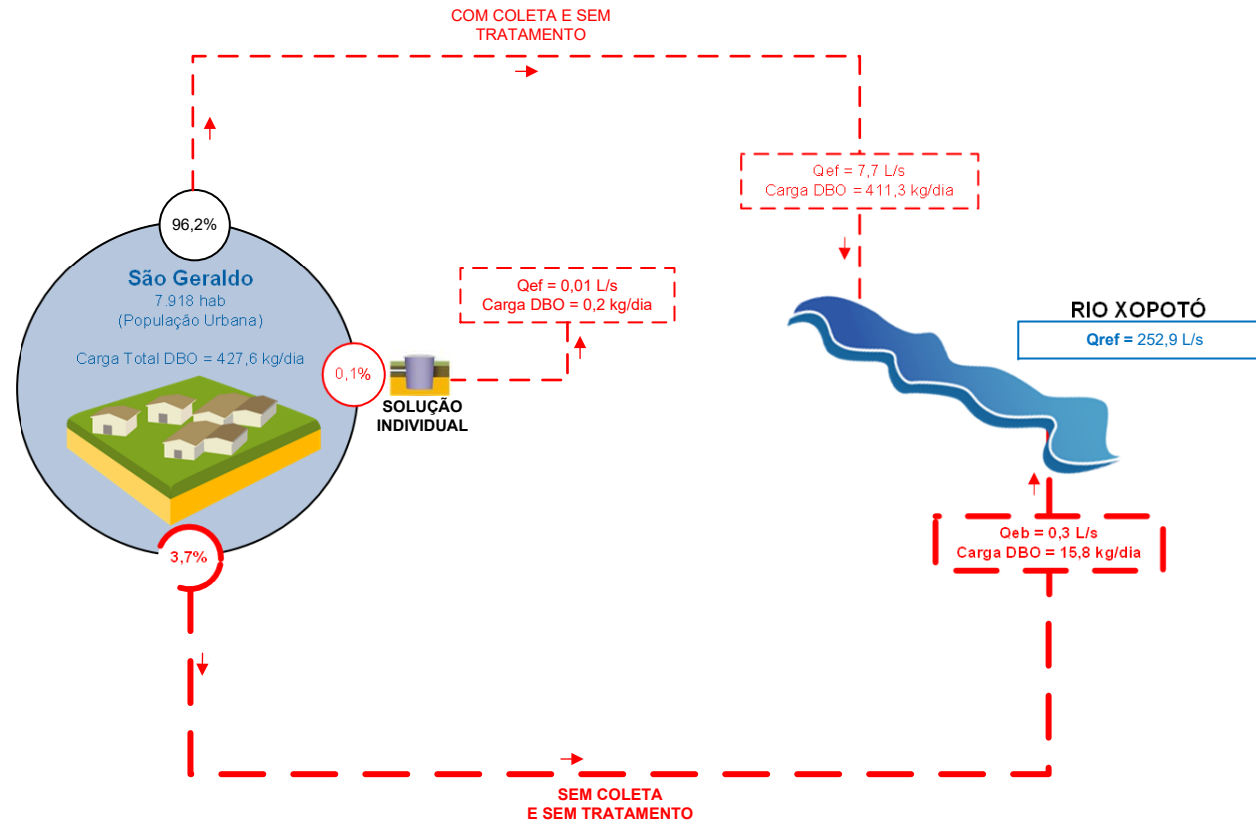 COM COLETA E SEM
TRATAMENTO
Qef = 7,7 L/s
Carga DBO = 411,3 kg/dia
96,2%
São Geraldo
7.918 hab
(População Urbana)
Carga Total DBO = 427,6 kg/dia
Qef = 0,01 L/s
Carga DBO = 0,2 kg/dia
0,1%
SOLUÇÃO
INDIVIDUAL
RIO XOPOTÓ
Qref = 252,9 L/s
3,7%
Qeb = 0,3 L/s
Carga DBO = 15,8 kg/dia
SEM COLETA
E SEM TRATAMENTO